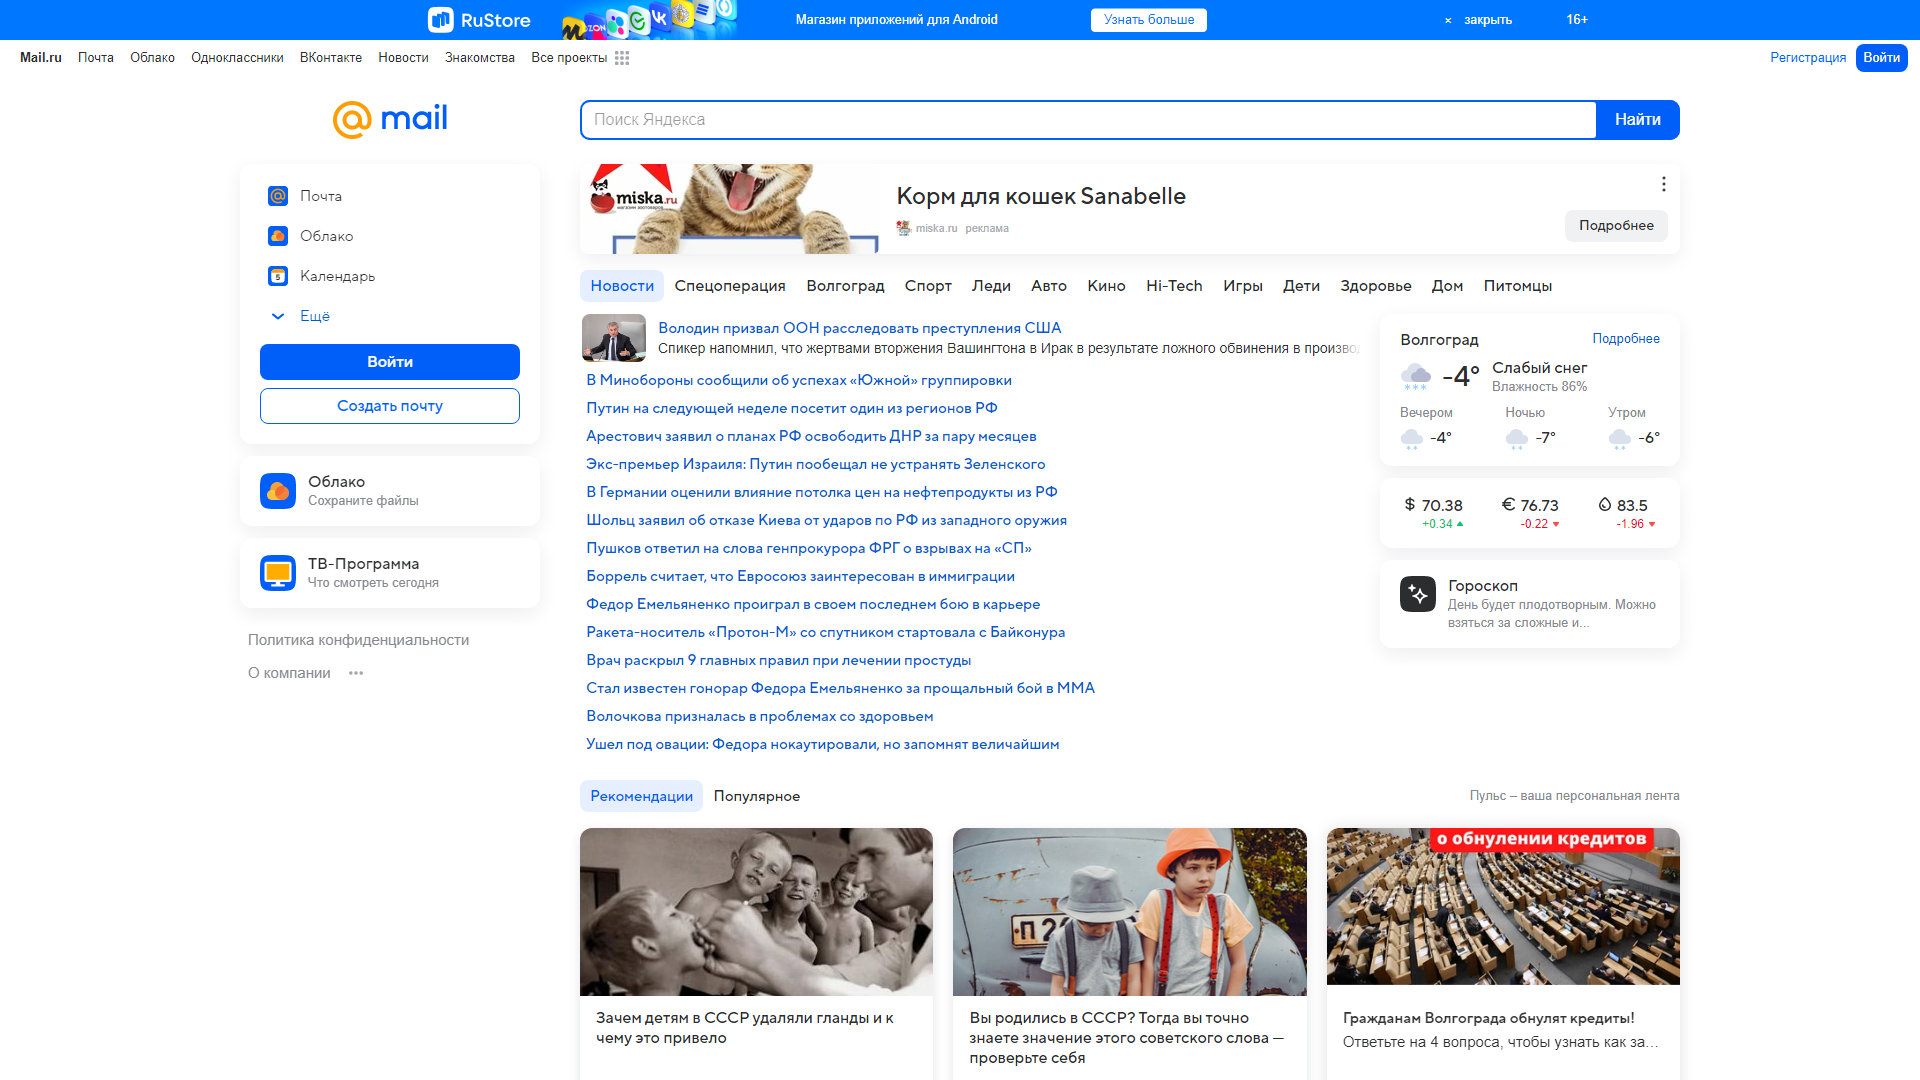 RuStore
Магазин приложений для Android
Узнать больше
× закрыть
16+
Mail.ru Почта Облако Одноклассники ВКонтакте Новости Знакомства Все проекты
Регистрация
Войти
@mail
Поиск Яндекса
Найти
Почта
Облако
Календарь
Ещё
Войти
Создать почту
Облако
Сохраните файлы
ТВ-Программа
Что смотреть сегодня
Политика конфиденциальности
О компании
miska.ru
Корм для кошек Sanabelle
miska.ru реклама
Подробнее
Новости Спецоперация Волгоград Спорт Леди Авто Кино Hi-Tech Игры Дети Здоровье Дом Питомцы
Володин призвал ООН расследовать преступления США
Спикер напомнил, что жертвами вторжения Вашингтона в Ирак в результате ложного обвинения в производ
В Минобороны сообщили об успехах «Южной» группировки
Путин на следующей неделе посетит один из регионов РФ
Арестович заявил о планах РФ освободить ДНР за пару месяцев
Экс-премьер Израиля: Путин пообещал не устранять Зеленского
В Германии оценили влияние потолка цен на нефтепродукты из РФ
Шольц заявил об отказе Киева от ударов по РФ из западного оружия
Пушков ответил на слова генпрокурора ФРГ о взрывах на «СП»
Боррель считает, что Евросоюз заинтересован в иммиграции
Федор Емельяненко проиграл в своем последнем бою в карьере
Ракета-носитель «Протон-М» со спутником стартовала с Байконура
Врач раскрыл 9 главных правил при лечении простуды
Стал известен гонорар Федора Емельяненко за прощальный бой в MMA
Волочкова призналась в проблемах со здоровьем
Ушел под овации: Федора нокаутировали, но запомнят величайшим
Волгоград
Подробнее
-4°
Слабый снег
Влажность 86%
Вечером Ночью Утром
-4° -7° -6°
$ 70.38 € 76.73 83.5
+0.34 -0.22 -1.96
Гороскоп
День будет плодотворным. Можно
взяться за сложные и...
Рекомендации Популярное
Пульс – ваша персональная лента
Зачем детям в СССР удаляли гланды и к
чему это привело
Вы родились в СССР? Тогда вы точно
знаете значение этого советского слова —
проверьте себя
о обнулении кредитов
Гражданам Волгограда обнулят кредиты!
Ответьте на 4 вопроса, чтобы узнать как за...